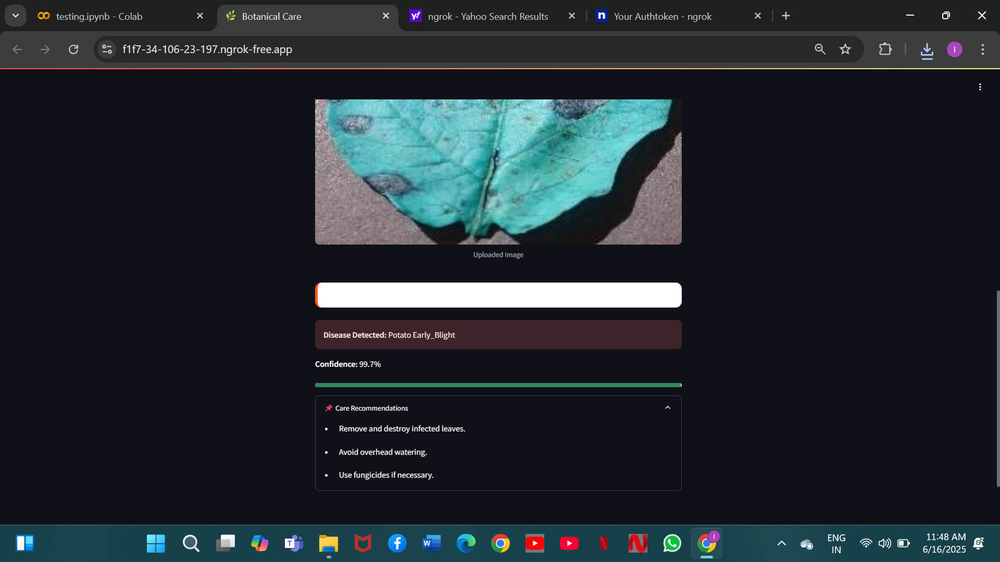 testing.ipynb - Colab
Botanical Care
ngrok - Yahoo Search Results
Your Authtoken - ngrok
f1f7-34-106-23-197.ngrok-free.app
I
Uploaded Image
Disease Detected: Potato Early_Blight
Confidence: 99.7%
Care Recommendations
Remove and destroy infected leaves.
Avoid overhead watering.
Use fungicides if necessary.
ENG
IN
11:48 AM
6/16/2025